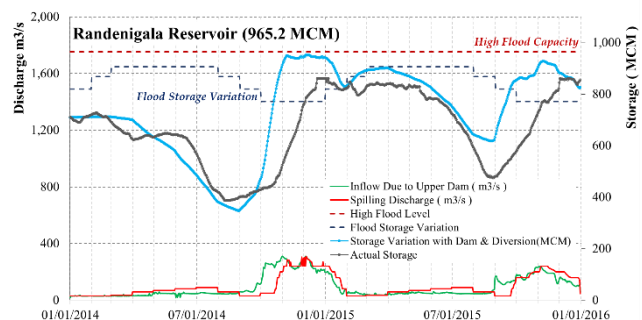 Randenigala Reservoir (965.2 MCM)
High Flood Capacity
Flood Storage Variation
Discharge m3/s
2,000
1,600
1,200
800
400
0
Storage ( MCM)
1,000
800
600
400
200
0
Inflow Due to Upper Dam ( m3/s )
Spilling Discharge ( m3/s )
High Flood Level
Flood Storage Variation
Storage Variation with Dam & Diversion(MCM)
Actual Storage
01/01/2014
07/01/2014
01/01/2015
07/01/2015
01/01/2016